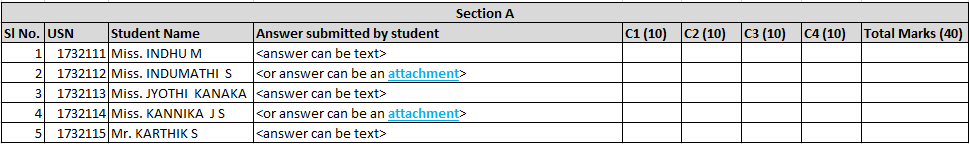 Section A
Sl No. USN Student Name Answer submitted by student C1 (10) C2 (10) C3 (10) C4 (10) Total Marks (40)
1 1732111 Miss. INDHU M <answer can be text>
2 1732112 Miss. INDUMATHI S <or answer can be an attachment>
3 1732113 Miss. JYOTHI KANAKA <answer can be text>
4 1732114 Miss. KANNIKA J S <or answer can be an attachment>
5 1732115 Mr. KARTHIK S <answer can be text>